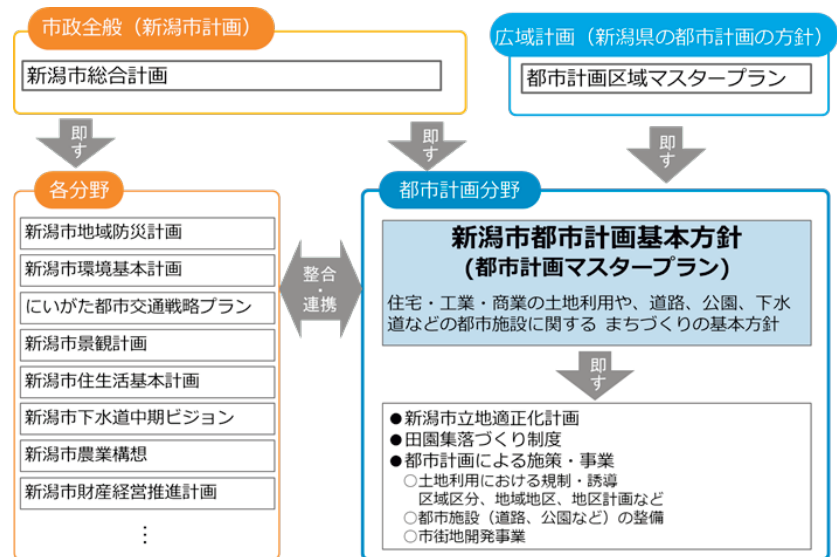 市政全般（新潟市計画）
新潟市総合計画
広域計画（新潟県の都市計画の方針）
都市計画区域マスタープラン
即す
即す
即す
各分野
新潟市地域防災計画
新潟市環境基本計画
にいがた都市交通戦略プラン
新潟市景観計画
新潟市住生活基本計画
新潟市下水道中期ビジョン
新潟市農業構想
新潟市財産経営推進計画
⋮
整合
・
連携
都市計画分野
新潟市都市計画基本方針
(都市計画マスタープラン)
住宅・工業・商業の土地利用や、道路、公園、下水
道などの都市施設に関する まちづくりの基本方針
即す
●新潟市立地適正化計画
●田園集落づくり制度
●都市計画による施策・事業
○土地利用における規制・誘導
区域区分、地域地区、地区計画など
○都市施設（道路、公園など）の整備
○市街地開発事業